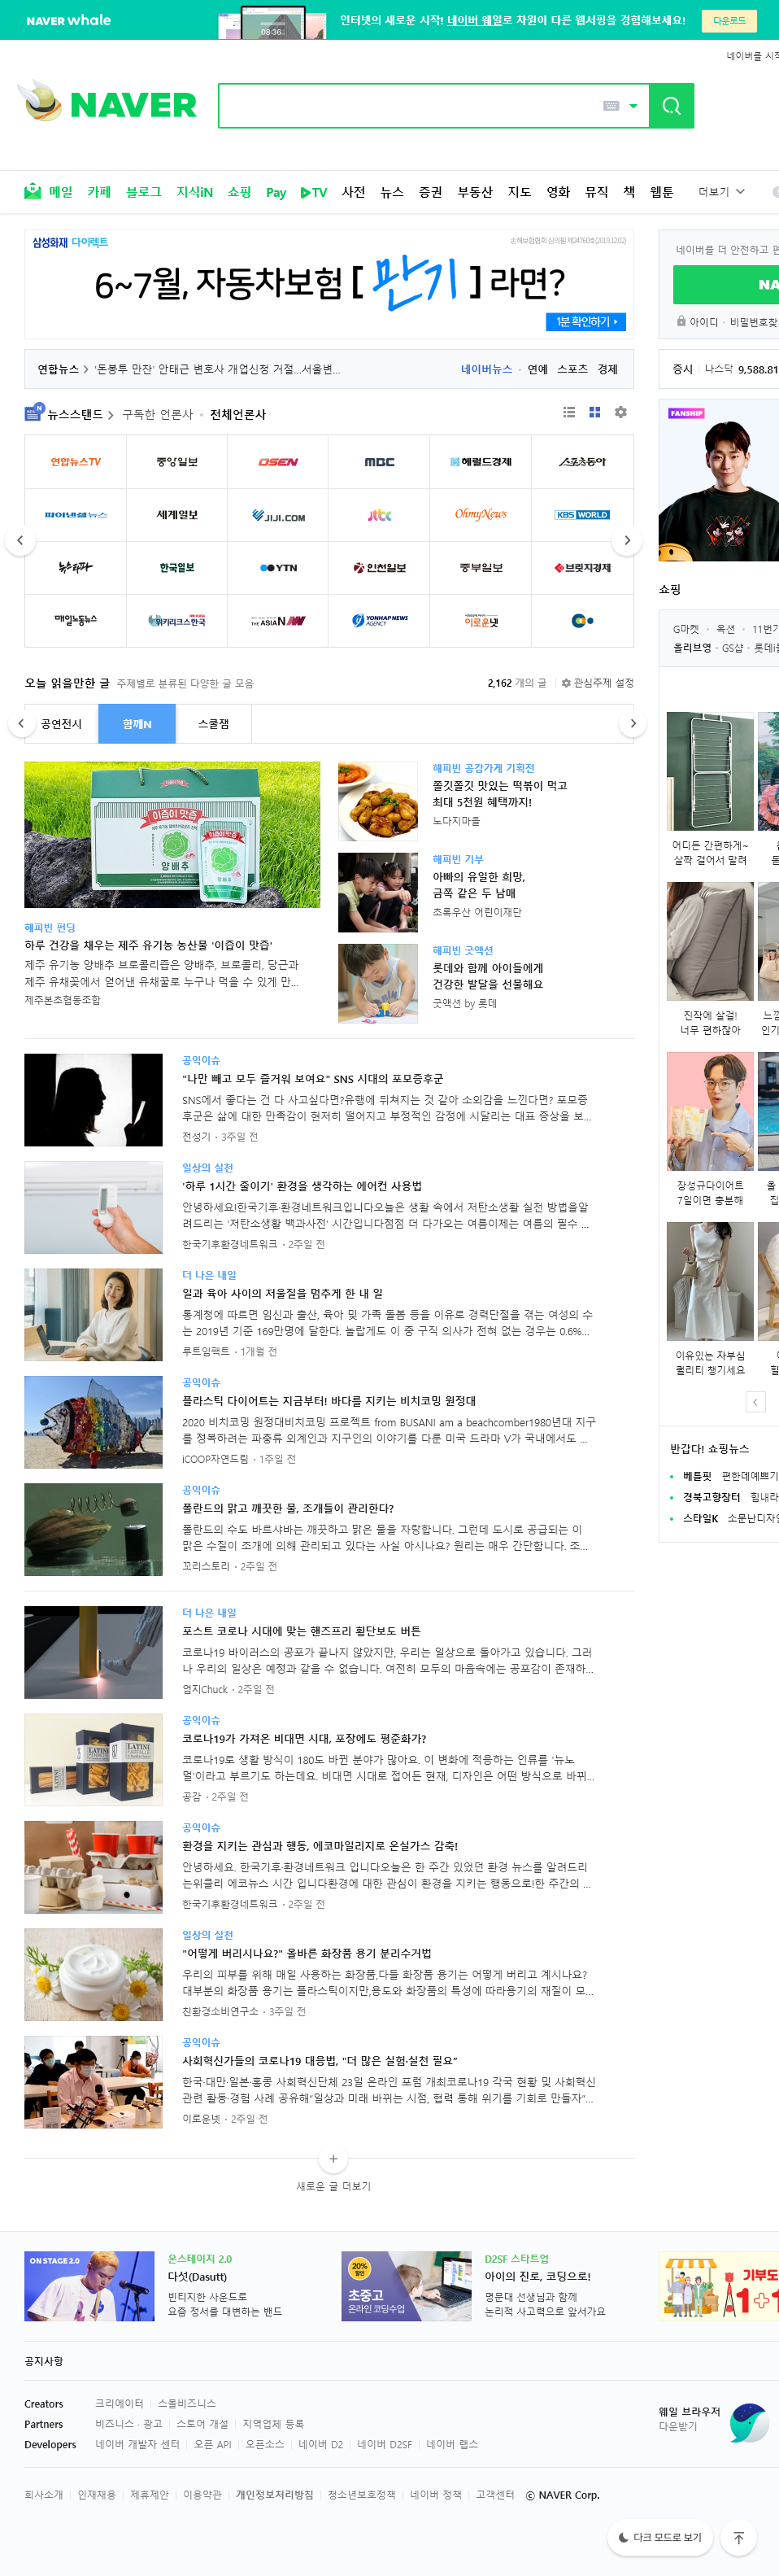 NAVER whale
인터넷의 새로운 시작! 네이버 웨일로 차원이 다른 웹서핑을 경험해보세요!
다운로드
08:36
네이버를 시작
NAVER
메일 카페 블로그 지식iN 쇼핑 Pay TV 사전 뉴스 증권 부동산 지도 영화 뮤직 책 웹툰 더보기
삼성화재 다이렉트
손해보험협회 심의필 제24760호(2019.12.02)
6~7월, 자동차보험 [ 만기 ] 라면?
1분 확인하기
네이버를 더 안전하고 편
NA
아이디 · 비밀번호찾
연합뉴스 '돈봉투 만찬' 안태근 변호사 개업신청 거절...서울변...
네이버뉴스 · 연예 스포츠 경제
증시 나스닥 9,588.81
뉴스스탠드 구독한 언론사 · 전체언론사
연합뉴스TV 중앙일보 OSEN MBC 헤럴드경제 스포츠동아
파이낸셜뉴스 세계일보 JIJI.COM jtbc OhmyNews KBS WORLD
뉴스타파 한국일보 YTN 인천일보 중부일보 브릿지경제
매일노동뉴스 위키리크스한국 THE ASIAN YONHAP NEWS AGENCY 이로운넷
FANSHIP
쇼핑
G마켓 · 옥션 · 11번가
올리브영 · GS샵 · 롯데i몰
오늘 읽을만한 글 주제별로 분류된 다양한 글 모음
2,162 개의 글 관심주제 설정
공연전시 함께N 스쿨잼
이즙이 맛즙
양배추
해피빈 펀딩
하루 건강을 채우는 제주 유기농 농산물 '이즙이 맛즙'
제주 유기농 양배추 브로콜리즙은 양배추, 브로콜리, 당근과
제주 유채꽃에서 얻어낸 유채꿀로 누구나 먹을 수 있게 만...
제주본초협동조합
해피빈 공감가게 기획전
쫄깃쫄깃 맛있는 떡볶이 먹고
최대 5천원 혜택까지!
노다지마을
해피빈 기부
아빠의 유일한 희망,
금쪽 같은 두 남매
초록우산 어린이재단
해피빈 굿액션
롯데와 함께 아이들에게
건강한 발달을 선물해요
굿액션 by 롯데
어디든 간편하게~
살짝 걸어서 말려
진작에 살걸!
너무 편하잖아
장성규다이어트
7일이면 충분해
이유있는 자부심
퀄리티 챙기세요
반갑다! 쇼핑뉴스
베틀핏 편한데예쁘기
경북고향장터 힘내라
스타일K 소문난디자인
공익이슈
"나만 빼고 모두 즐거워 보여요" SNS 시대의 포모증후군
SNS에서 좋다는 건 다 사고싶다면?유행에 뒤쳐지는 것 같아 소외감을 느낀다면? 포모증
후군은 삶에 대한 만족감이 현저히 떨어지고 부정적인 감정에 시달리는 대표 증상을 보...
전성기 · 3주일 전
일상의 실천
'하루 1시간 줄이기' 환경을 생각하는 에어컨 사용법
안녕하세요!한국기후·환경네트워크입니다오늘은 생활 속에서 저탄소생활 실천 방법을알
려드리는 '저탄소생활 백과사전' 시간입니다점점 더 다가오는 여름이제는 여름의 필수 ...
한국기후환경네트워크 · 2주일 전
더 나은 내일
일과 육아 사이의 저울질을 멈추게 한 내 일
통계청에 따르면 임신과 출산, 육아 및 가족 돌봄 등을 이유로 경력단절을 겪는 여성의 수
는 2019년 기준 169만명에 달한다. 놀랍게도 이 중 구직 의사가 전혀 없는 경우는 0.6%...
루트임팩트 · 1개월 전
공익이슈
플라스틱 다이어트는 지금부터! 바다를 지키는 비치코밍 원정대
2020 비치코밍 원정대비치코밍 프로젝트 from BUSANI am a beachcomber1980년대 지구
를 정복하려는 파충류 외계인과 지구인의 이야기를 다룬 미국 드라마 V가 국내에서도 ...
iCOOP자연드림 · 1주일 전
공익이슈
폴란드의 맑고 깨끗한 물, 조개들이 관리한다?
폴란드의 수도 바르샤바는 깨끗하고 맑은 물을 자랑합니다. 그런데 도시로 공급되는 이
맑은 수질이 조개에 의해 관리되고 있다는 사실 아시나요? 원리는 매우 간단합니다. 조...
꼬리스토리 · 2주일 전
더 나은 내일
포스트 코로나 시대에 맞는 핸즈프리 횡단보도 버튼
코로나19 바이러스의 공포가 끝나지 않았지만, 우리는 일상으로 돌아가고 있습니다. 그러
나 우리의 일상은 예정과 같을 수 없습니다. 여전히 모두의 마음속에는 공포감이 존재하...
엄지Chuck · 2주일 전
LATINI LATINI
공익이슈
코로나19가 가져온 비대면 시대, 포장에도 평준화가?
코로나19로 생활 방식이 180도 바뀐 분야가 많아요. 이 변화에 적응하는 인류를 '뉴노
멀'이라고 부르기도 하는데요. 비대면 시대로 접어든 현재, 디자인은 어떤 방식으로 바뀌...
공감 · 2주일 전
공익이슈
환경을 지키는 관심과 행동, 에코마일리지로 온실가스 감축!
안녕하세요. 한국기후·환경네트워크 입니다오늘은 한 주간 있었던 환경 뉴스를 알려드리
는위클리 에코뉴스 시간 입니다환경에 대한 관심이 환경을 지키는 행동으로!한 주간의 ...
한국기후환경네트워크 · 2주일 전
일상의 실천
"어떻게 버리시나요?" 올바른 화장품 용기 분리수거법
우리의 피부를 위해 매일 사용하는 화장품,다들 화장품 용기는 어떻게 버리고 계시나요?
대부분의 화장품 용기는 플라스틱이지만,용도와 화장품의 특성에 따라용기의 재질이 모...
친환경소비연구소 · 3주일 전
공익이슈
사회혁신가들의 코로나19 대응법, "더 많은 실험·실천 필요"
한국·대만·일본·홍콩 사회혁신단체 23일 온라인 포럼 개최코로나19 각국 현황 및 사회혁신
관련 활동·경험 사례 공유해"일상과 미래 바뀌는 시점, 협력 통해 위기를 기회로 만들자"...
이로운넷 · 2주일 전
새로운 글 더보기
ON STAGE 2.0
온스테이지 2.0
다섯(Dasutt)
빈티지한 사운드로
요즘 정서를 대변하는 밴드
20% 할인
초중고
온라인 코딩수업
D2SF 스타트업
아이의 진로, 코딩으로!
명문대 선생님과 함께
논리적 사고력으로 앞서가요
기부도
1+1
공지사항
Creators 크리에이터 스몰비즈니스
Partners 비즈니스 · 광고 스토어 개설 지역업체 등록
Developers 네이버 개발자 센터 오픈 API 오픈소스 네이버 D2 네이버 D2SF 네이버 랩스
웨일 브라우저
다운받기
회사소개 인재채용 제휴제안 이용약관 개인정보처리방침 청소년보호정책 네이버 정책 고객센터 ⓒ NAVER Corp.
다크 모드로 보기